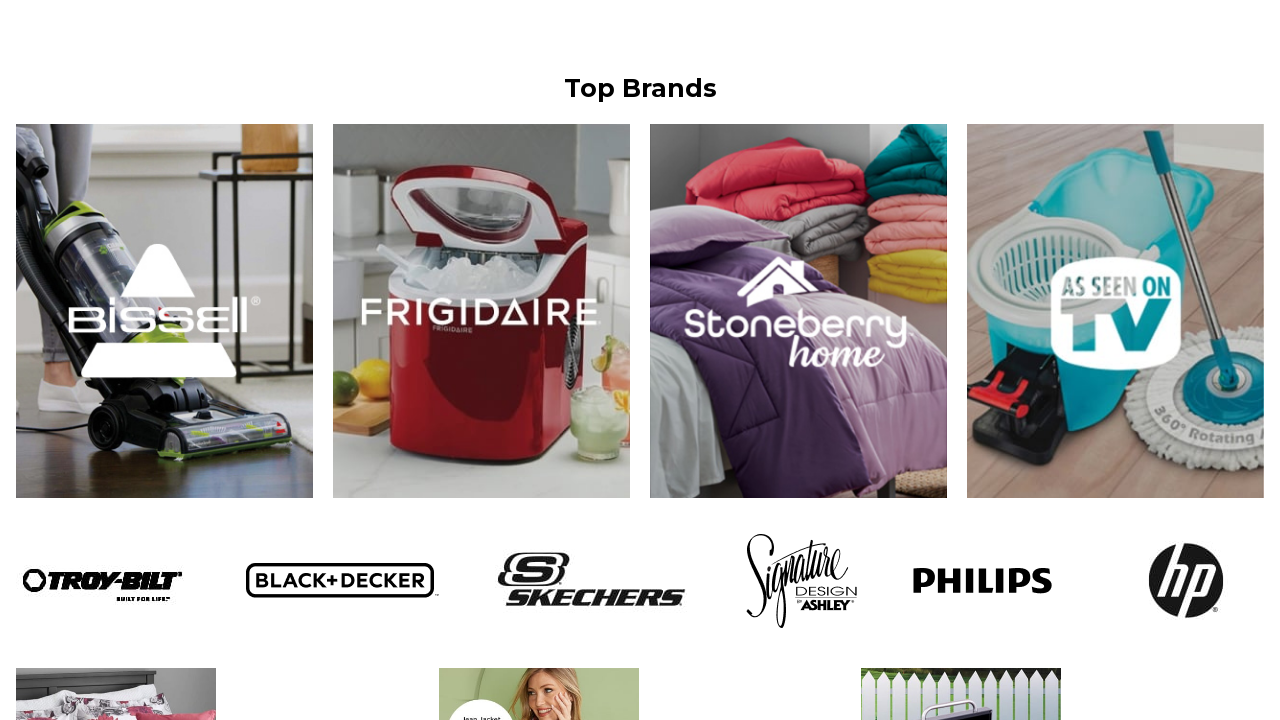 Top Brands
BISSELL®
FRIGIDAIRE
FRIGIDAIRE
Stoneberry
home
AS SEEN ON
TV
360° Rotating
TROY-BILT
BUILT FOR LIFE™
BLACK+DECKER™
S
SKECHERS
Signature
DESIGN
BY ASHLEY®
PHILIPS
hp®
Jean Jacket